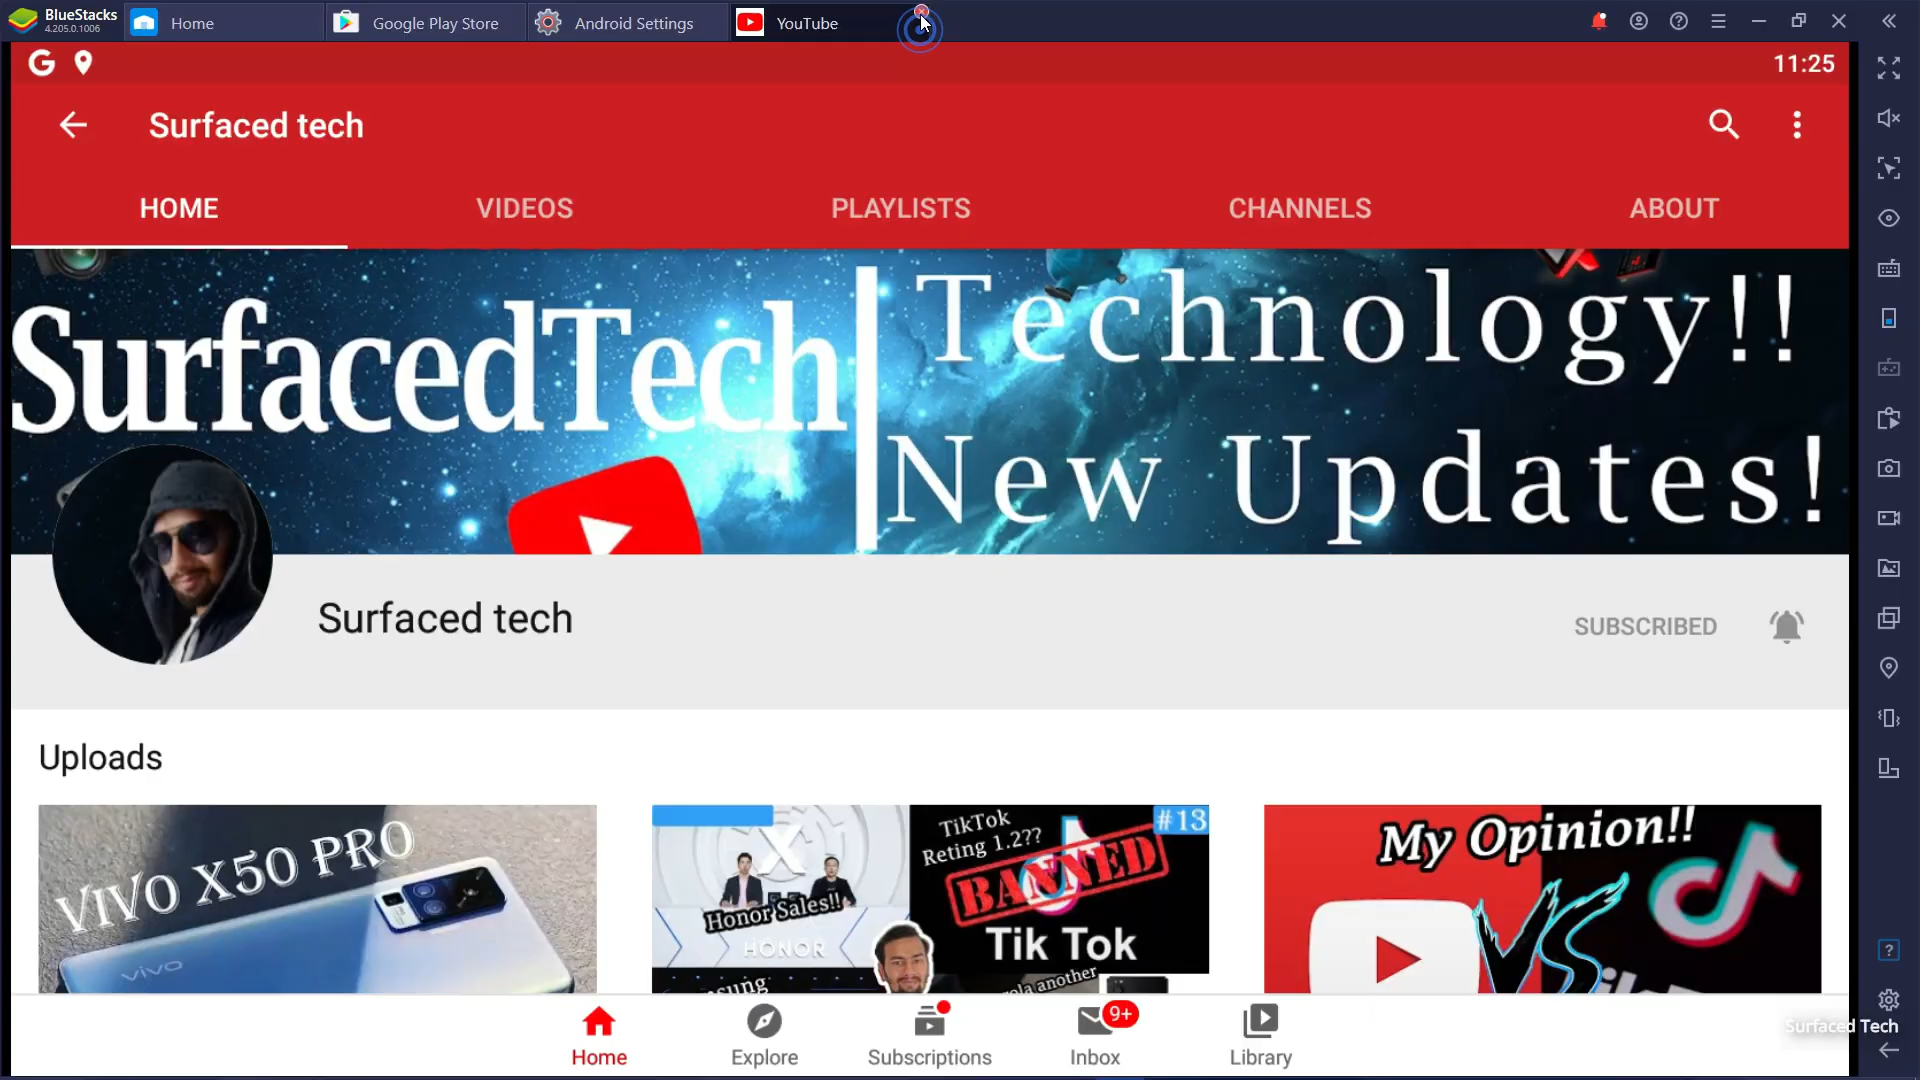 BlueStacks
4.205.0.1006
Home
Google Play Store
Android Settings
YouTube
11:25
Surfaced tech
HOME
VIDEOS
PLAYLISTS
CHANNELS
ABOUT
SurfacedTech
Technology!!
New Updates!
Surfaced tech
SUBSCRIBED
Uploads
VIVO X50 PRO
vivo
X
Honor Sales!!
HONOR
TikTok
Reting 1.2??
#13
BANNED
Tik Tok
another
My Opinion!!
VS
Home
Explore
Subscriptions
9+
Inbox
Library
Surfaced Tech